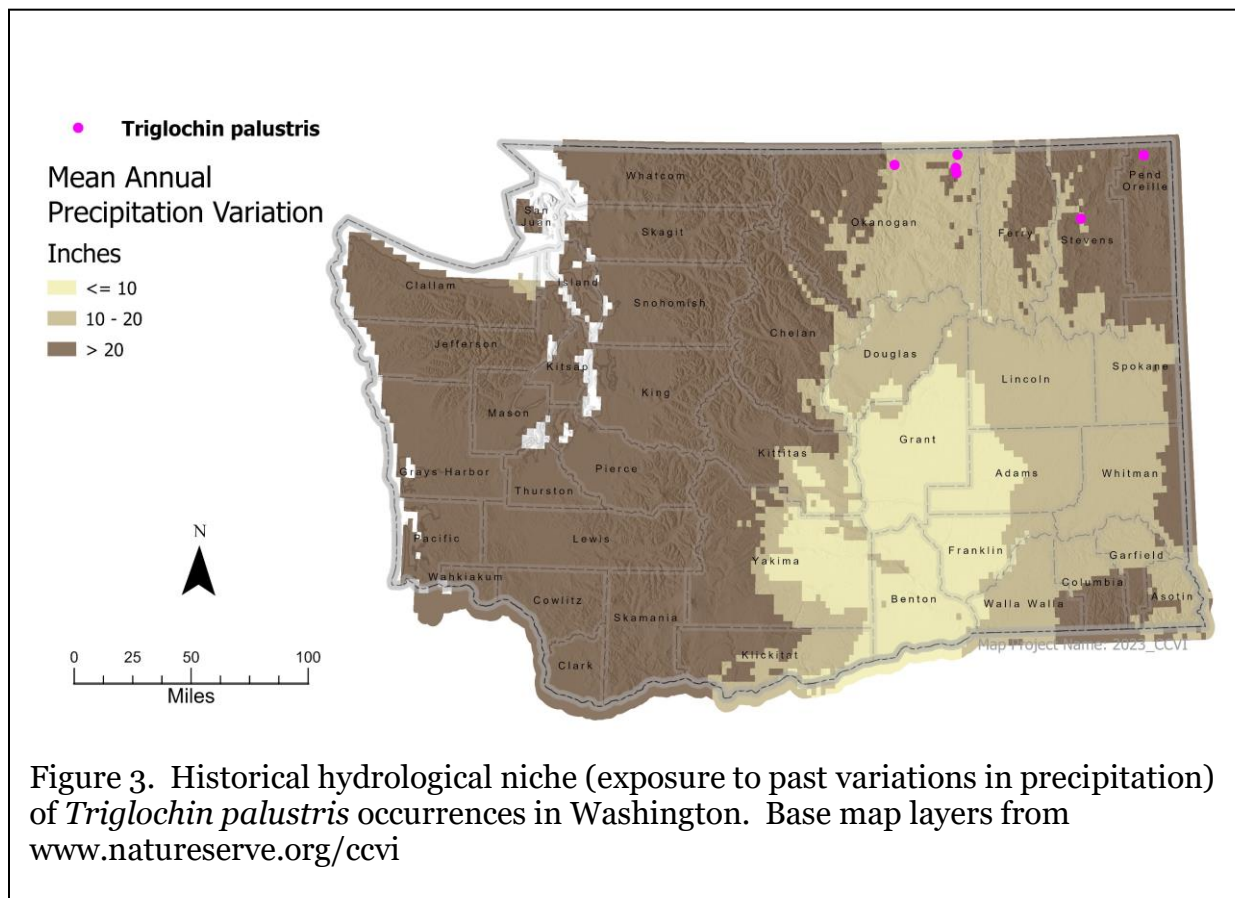 Triglochin palustris
Mean Annual
Precipitation Variation
Inches
<= 10
10 - 20
> 20
Whatcom
Pend
Oreille
San
Juan
Okanogan
Ferry
Stevens
Skagit
Clallam
Island
Snohomish
Chelan
Jefferson
Douglas
Kitsap
Lincoln
Spokane
King
Mason
Grant
Kittitas
Grays Harbor
Pierce
Adams
Whitman
Thurston
Pacific
Lewis
Franklin
Yakima
Garfield
Wahkiakum
Columbia
Cowlitz
Benton
Walla Walla
Asotin
Skamania
Map Project Name: 2023_CCVI
Klickitat
Clark
N
0 25 50 100
Miles
Figure 3.  Historical hydrological niche (exposure to past variations in precipitation)
of Triglochin palustris occurrences in Washington.  Base map layers from
www.natureserve.org/ccvi